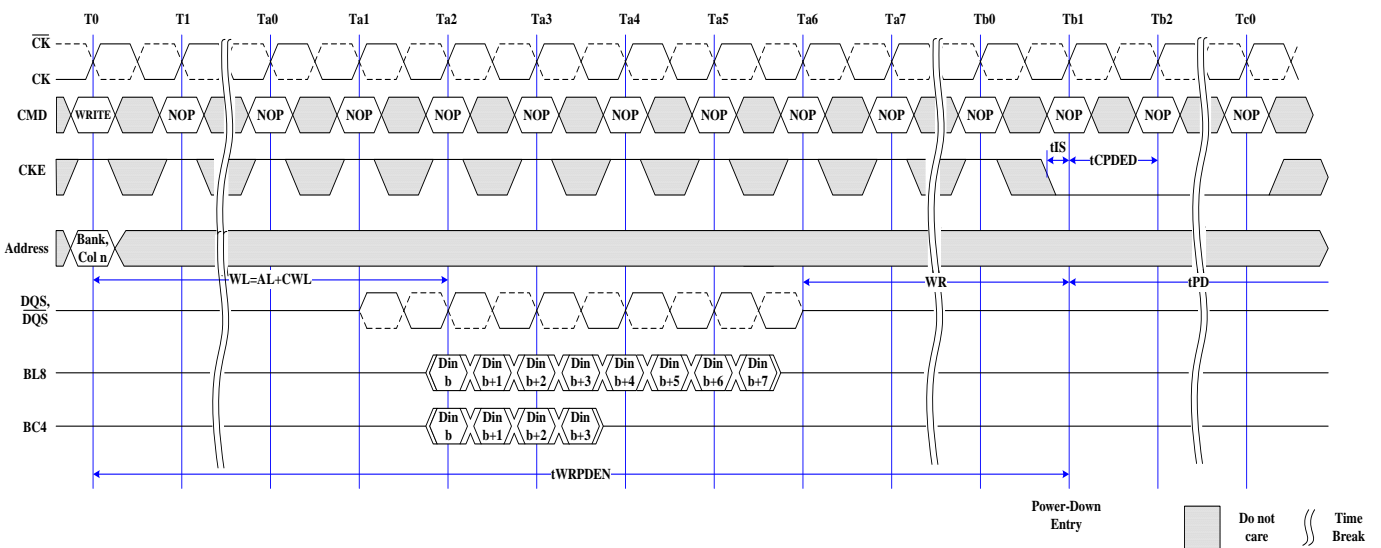 T0 T1 Ta0 Ta1 Ta2 Ta3 Ta4 Ta5 Ta6 Ta7 Tb0 Tb1 Tb2 Tc0
CK
CK
CMD WRITE NOP NOP NOP NOP NOP NOP NOP NOP NOP NOP NOP NOP NOP
tIS
CKE tCPDED
Address Bank,
Col n
WL=AL+CWL WR tPD
DQS,
DQS
BL8 Din Din Din Din Din Din Din Din
b b+1 b+2 b+3 b+4 b+5 b+6 b+7
BC4 Din Din Din Din
b b+1 b+2 b+3
tWRPDEN
Power-Down
Entry
Do not
care
Time
Break